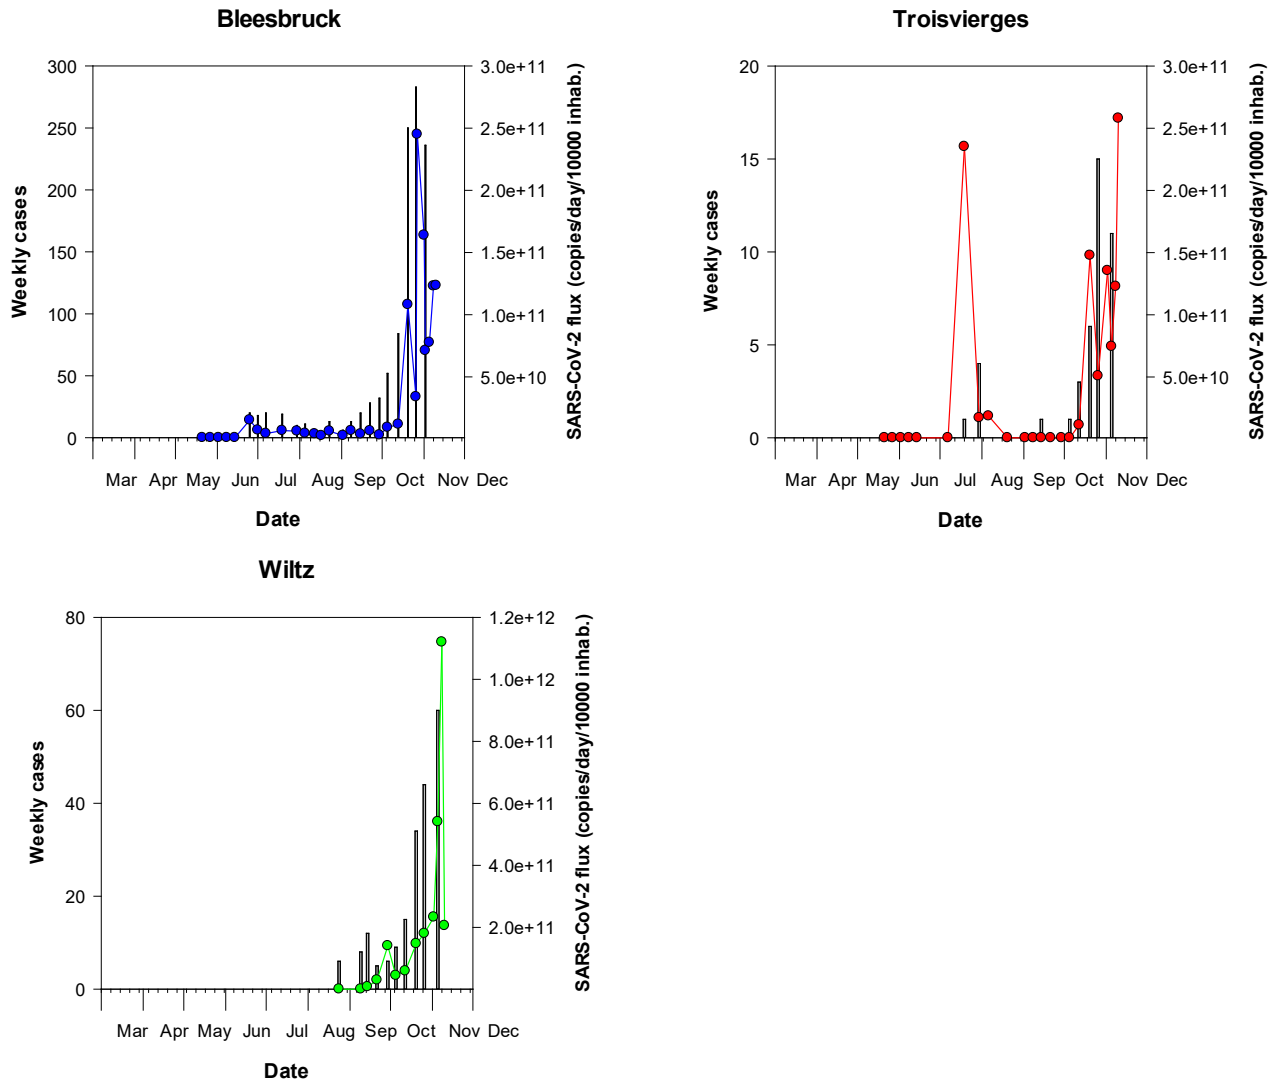 Bleesbruck
300
250
200
150
100
50
0
Weekly cases
3.0e+11
2.5e+11
2.0e+11
1.5e+11
1.0e+11
5.0e+10
SARS-CoV-2 flux (copies/day/10000 inhab.)
Mar Apr May Jun Jul Aug Sep Oct Nov Dec
Date
Troisvierges
20
15
10
5
0
Weekly cases
3.0e+11
2.5e+11
2.0e+11
1.5e+11
1.0e+11
5.0e+10
SARS-CoV-2 flux (copies/day/10000 inhab.)
Mar Apr May Jun Jul Aug Sep Oct Nov Dec
Date
Wiltz
80
60
40
20
0
Weekly cases
1.2e+12
1.0e+12
8.0e+11
6.0e+11
4.0e+11
2.0e+11
SARS-CoV-2 flux (copies/day/10000 inhab.)
Mar Apr May Jun Jul Aug Sep Oct Nov Dec
Date